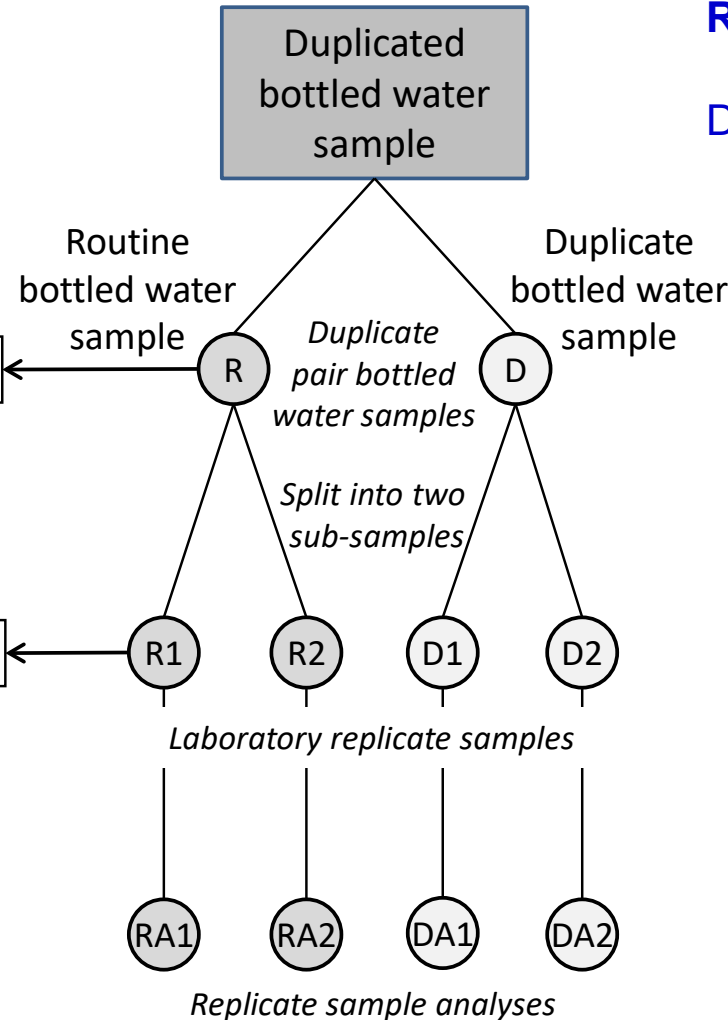 Duplicated
bottled water
sample
R
D
Routine
bottled water
sample
Duplicate
bottled water
sample
R
Duplicate
pair bottled
water samples
D
Split into two
sub-samples
R1
R2
D1
D2
Laboratory replicate samples
RA1
RA2
DA1
DA2
Replicate sample analyses